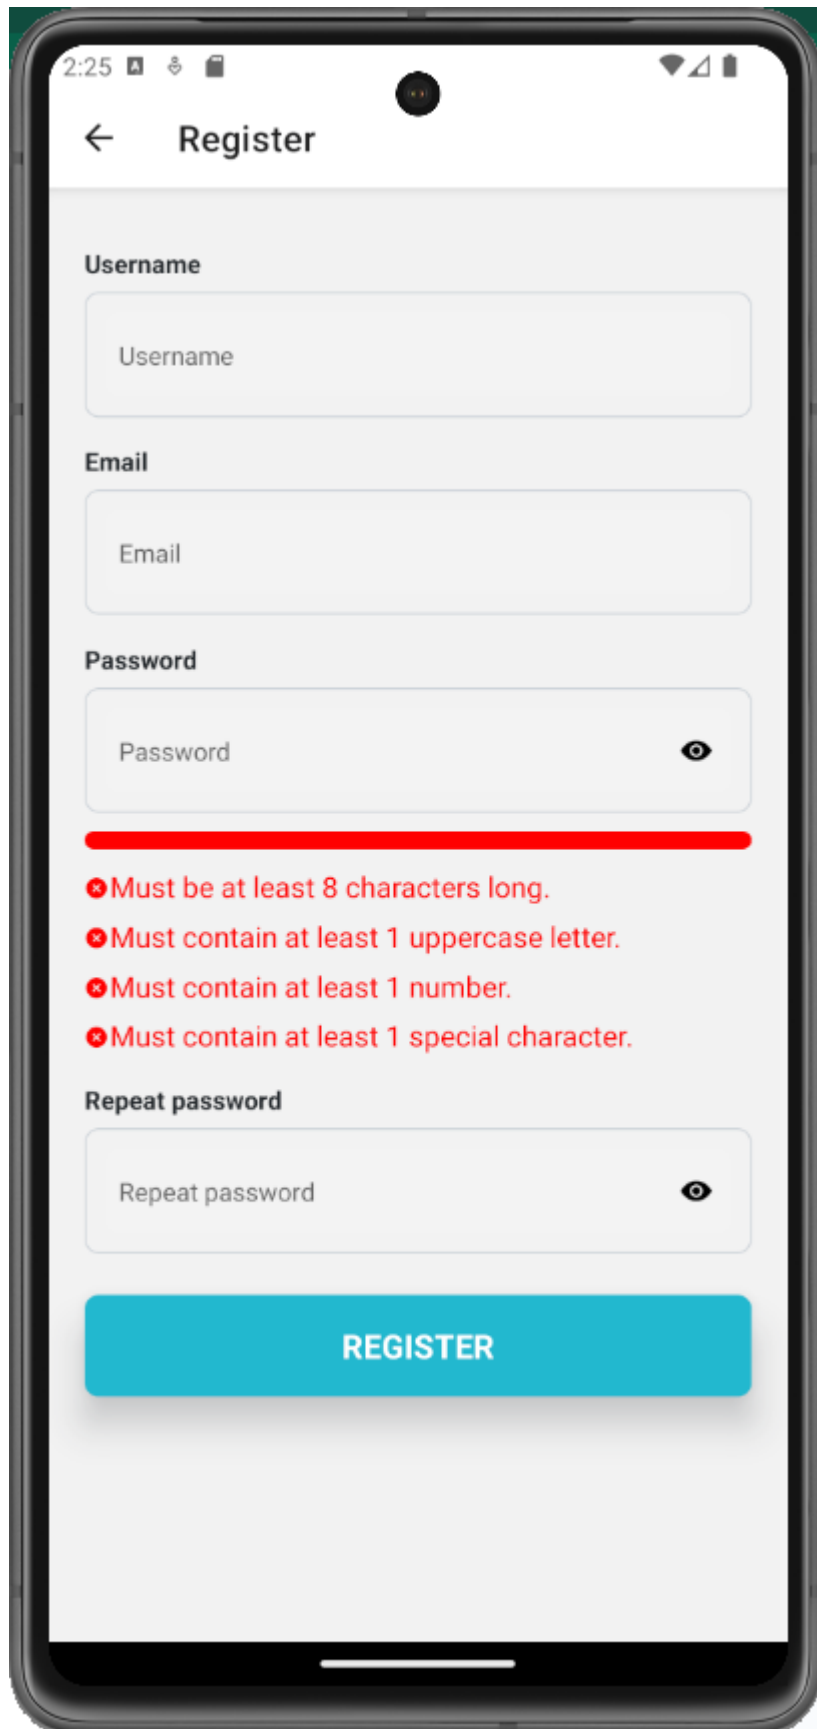 2:25
Register
Username
Username
Email
Email
Password
Password
Must be at least 8 characters long.
Must contain at least 1 uppercase letter.
Must contain at least 1 number.
Must contain at least 1 special character.
Repeat password
Repeat password
REGISTER